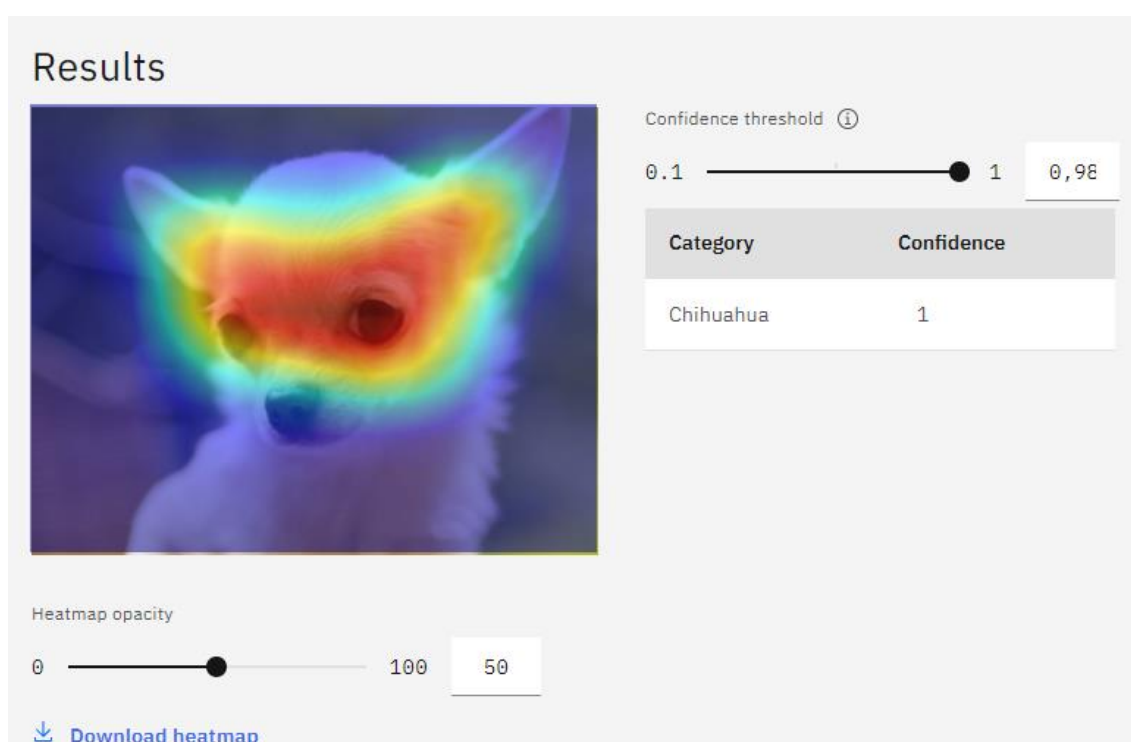 Results
Confidence threshold
0.1 1 0,98
Category Confidence
Chihuahua 1
Heatmap opacity
0 100 50
Download heatmap